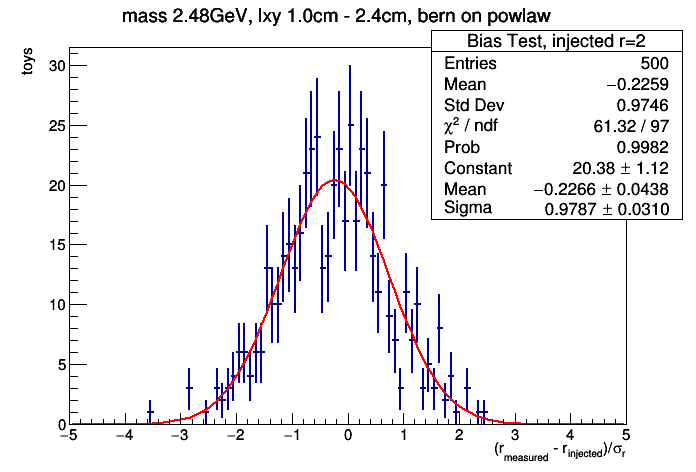 mass 2.48GeV, lxy 1.0cm - 2.4cm, bern on powlaw
Bias Test, injected r=2
Entries 500
Mean −0.2259
Std Dev 0.9746
χ² / ndf 61.32 / 97
Prob 0.9982
Constant 20.38 ± 1.12
Mean −0.2266 ± 0.0438
Sigma 0.9787 ± 0.0310
toys
30
25
20
15
10
5
0
−5 −4 −3 −2 −1 0 1 2 3 4 5
(r_measured - r_injected)/σ_r